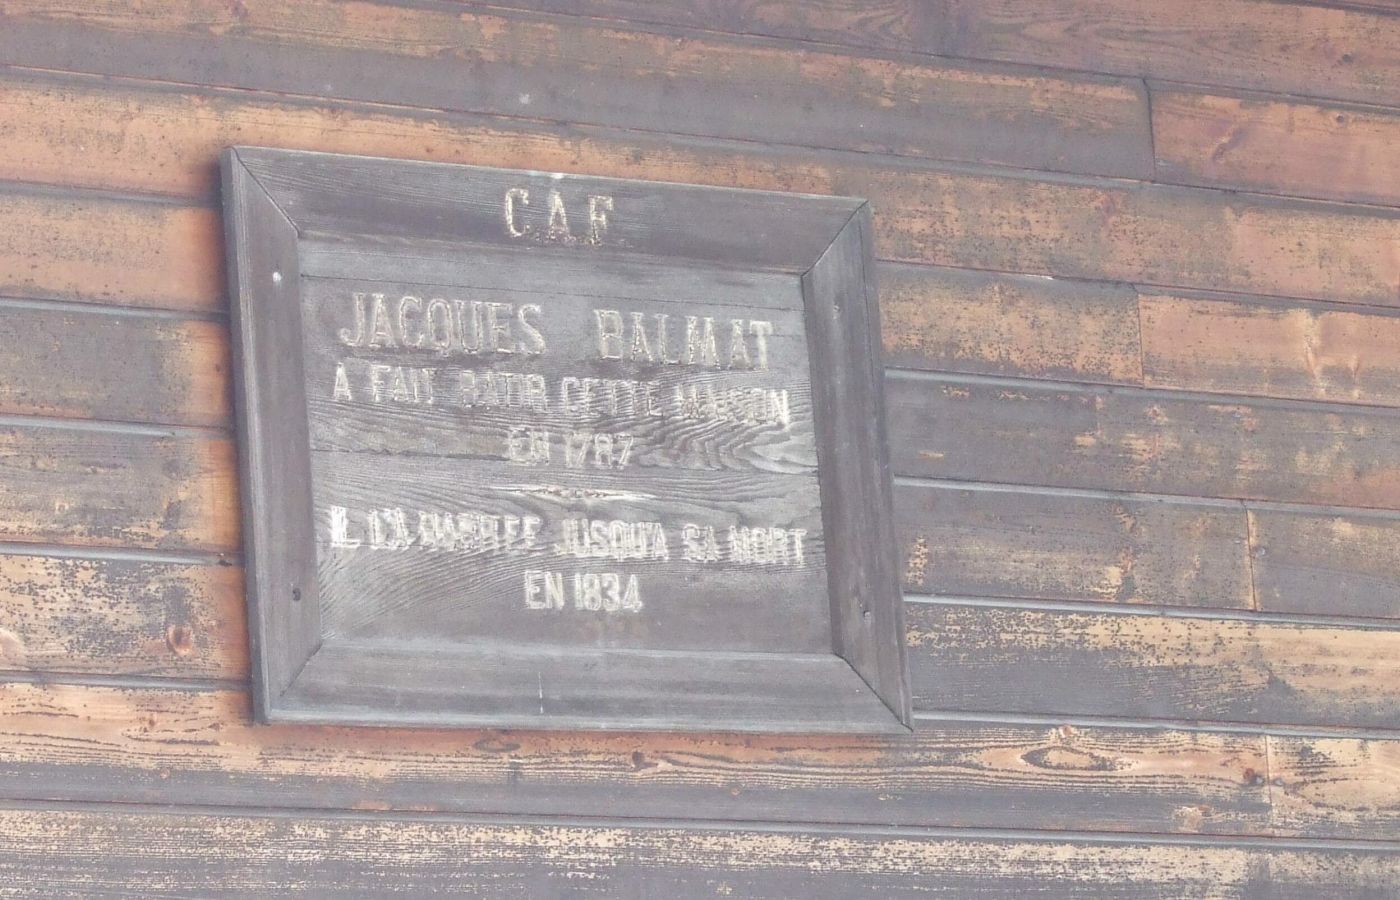 CAF
JACQUES BALMAT
A FAIT BATIR CETTE MAISON
EN 1787
IL L'A HABITEE JUSQU'A SA MORT
EN 1834